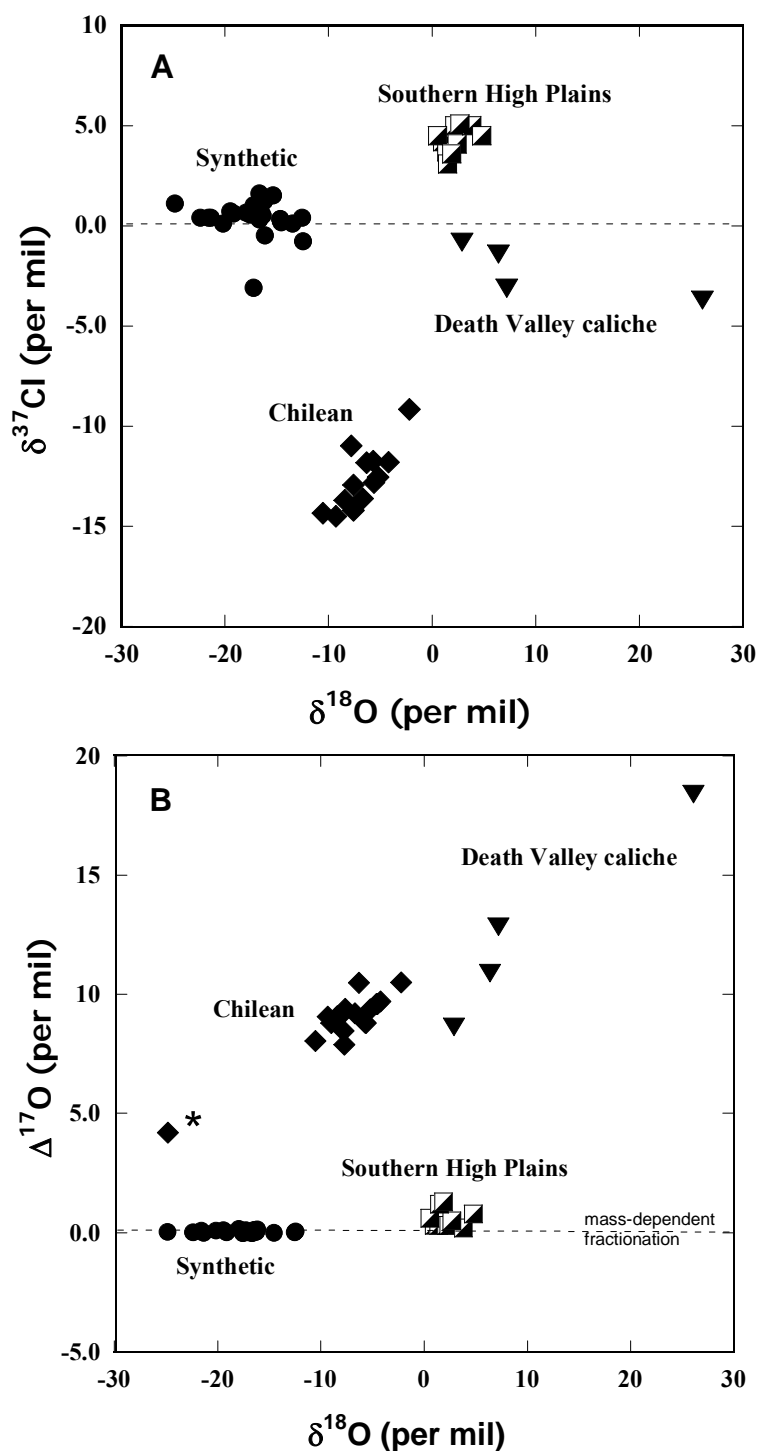 10
A
Southern High Plains
5.0
Synthetic
0.0
-5.0
Death Valley caliche
Chilean
-10
-15
-20
-30 -20 -10 0 10 20 30
δ18O (per mil)
δ37Cl (per mil)
20
B
Death Valley caliche
15
Chilean
10
5.0
*
Southern High Plains
mass-dependent
fractionation
0.0
Synthetic
-5.0
-30 -20 -10 0 10 20 30
δ18O (per mil)
Δ17O (per mil)